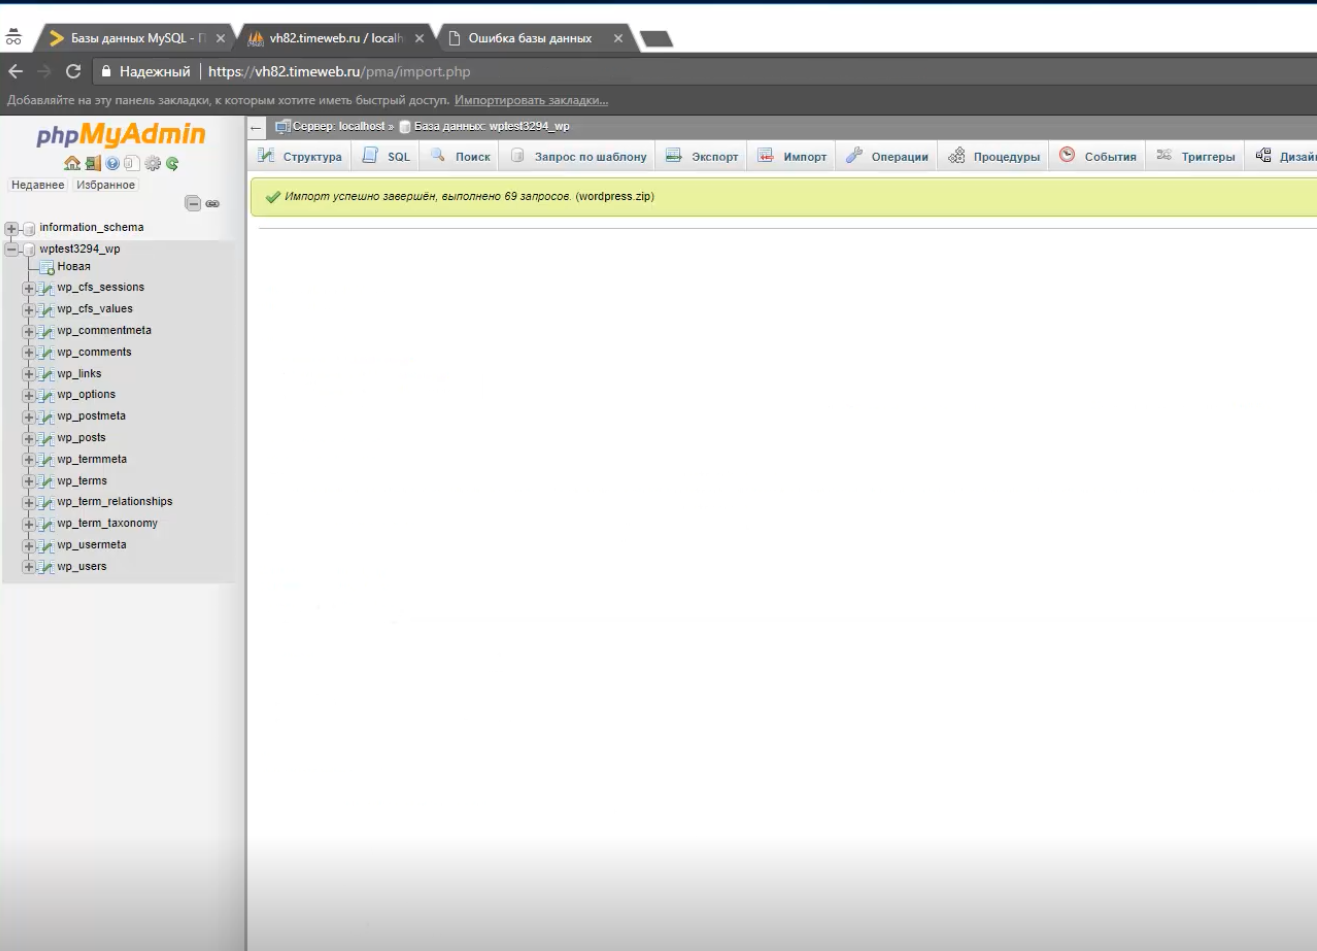 Базы данных MySQL - П
vh82.timeweb.ru / localh
Ошибка базы данных
Надежный
https://vh82.timeweb.ru/pma/import.php
Добавляйте на эту панель закладки, к которым хотите иметь быстрый доступ. Импортировать закладки...
phpMyAdmin
Недавнее Избранное
information_schema
wptest3294_wp
Новая
wp_cfs_sessions
wp_cfs_values
wp_commentmeta
wp_comments
wp_links
wp_options
wp_postmeta
wp_posts
wp_termmeta
wp_terms
wp_term_relationships
wp_term_taxonomy
wp_usermeta
wp_users
Сервер: localhost » База данных: wptest3294_wp
Структура SQL Поиск Запрос по шаблону Экспорт Импорт Операции Процедуры События Триггеры Дизай
Импорт успешно завершён, выполнено 69 запросов. (wordpress.zip)